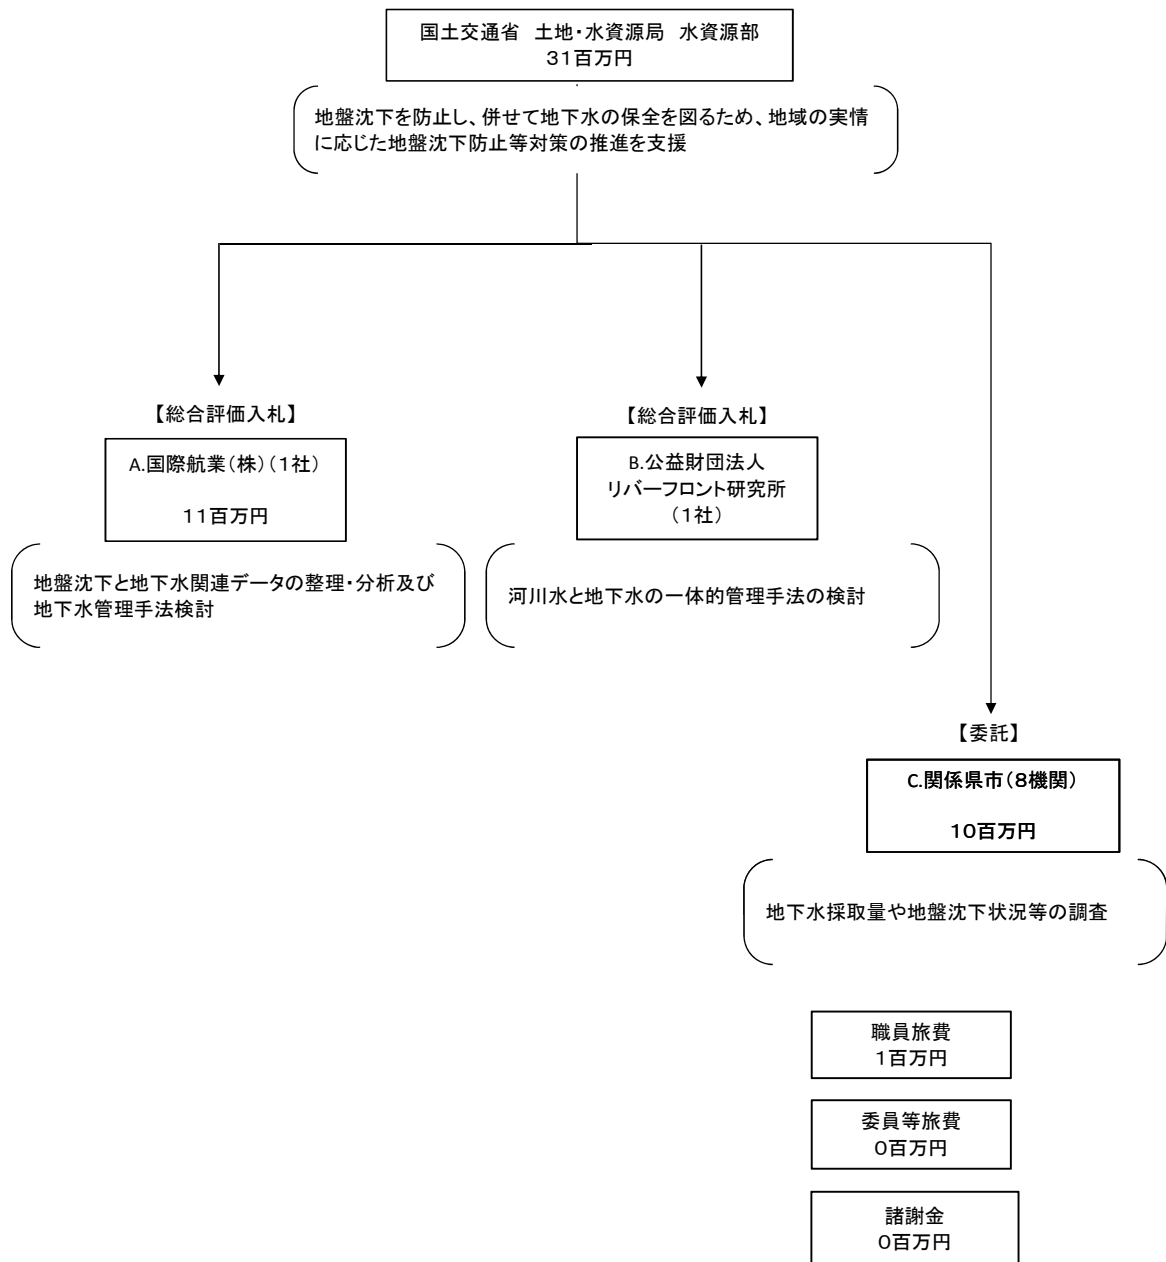 国土交通省　土地・水資源局　水資源部
31百万円
地盤沈下を防止し、併せて地下水の保全を図るため、地域の実情
に応じた地盤沈下防止等対策の推進を支援
【総合評価入札】
A.国際航業(株)(1社)
11百万円
地盤沈下と地下水関連データの整理・分析及び
地下水管理手法検討
【総合評価入札】
B.公益財団法人
リバーフロント研究所
(1社)
河川水と地下水の一体的管理手法の検討
【委託】
C.関係県市(8機関)
10百万円
地下水採取量や地盤沈下状況等の調査
職員旅費
1百万円
委員等旅費
0百万円
諸謝金
0百万円